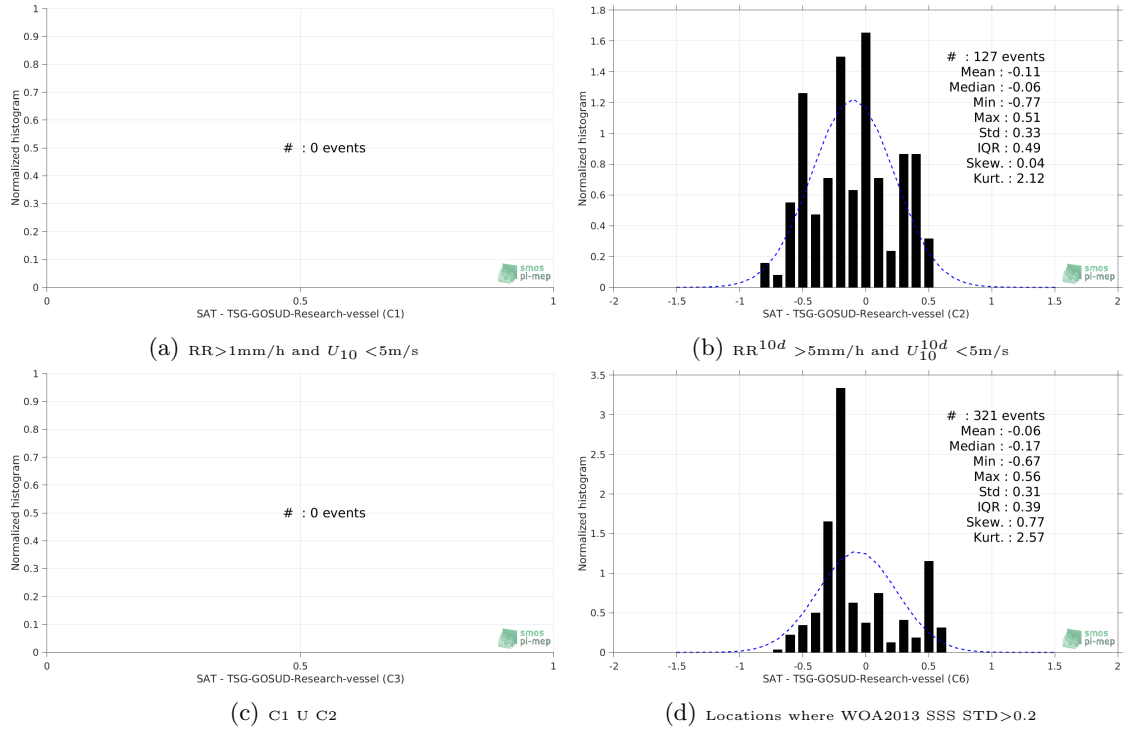 1
0.9
0.8
0.7
0.6
0.5
0.4
0.3
0.2
0.1
0
Normalized histogram
# : 0 events
smos
pi-mep
0 0.5 1
SAT - TSG-GOSUD-Research-vessel (C1)
(a) RR>1mm/h and U10 <5m/s
1.8
1.6
1.4
1.2
1
0.8
0.6
0.4
0.2
0
Normalized histogram
# : 127 events
Mean : -0.11
Median : -0.06
Min : -0.77
Max : 0.51
Std : 0.33
IQR : 0.49
Skew. : 0.04
Kurt. : 2.12
smos
pi-mep
-2 -1.5 -1 -0.5 0 0.5 1 1.5 2
SAT - TSG-GOSUD-Research-vessel (C2)
(b) RR^10d >5mm/h and U10^10d <5m/s
1
0.9
0.8
0.7
0.6
0.5
0.4
0.3
0.2
0.1
0
Normalized histogram
# : 0 events
smos
pi-mep
0 0.5 1
SAT - TSG-GOSUD-Research-vessel (C3)
(c) C1 U C2
3.5
3
2.5
2
1.5
1
0.5
0
Normalized histogram
# : 321 events
Mean : -0.06
Median : -0.17
Min : -0.67
Max : 0.56
Std : 0.31
IQR : 0.39
Skew. : 0.77
Kurt. : 2.57
smos
pi-mep
-2 -1.5 -1 -0.5 0 0.5 1 1.5 2
SAT - TSG-GOSUD-Research-vessel (C6)
(d) Locations where WOA2013 SSS STD>0.2